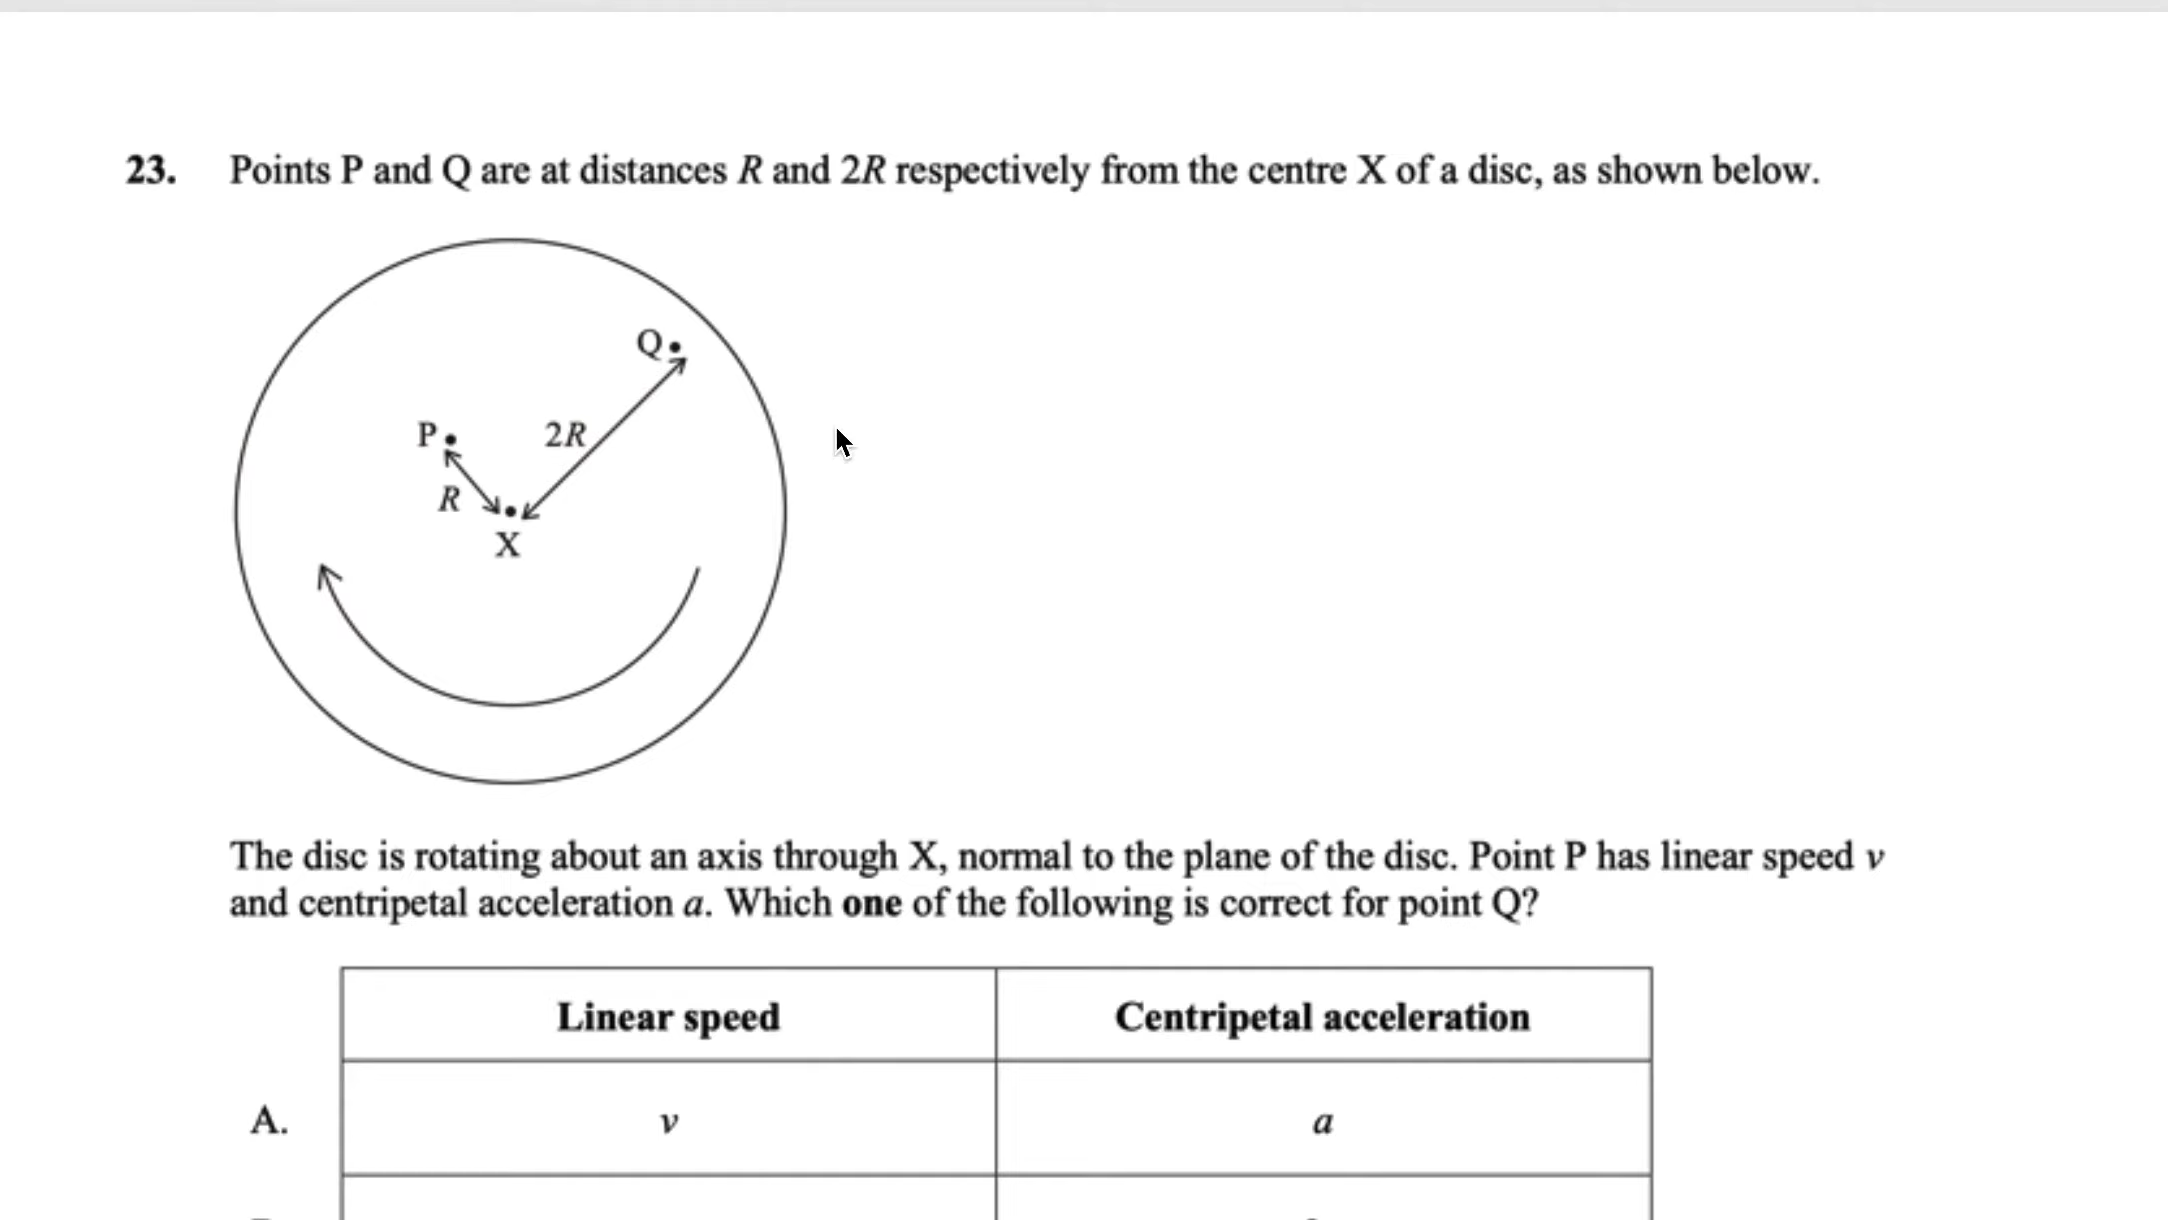 23. Points P and Q are at distances R and 2R respectively from the centre X of a disc, as shown below.
Q
P
2R
R
X
The disc is rotating about an axis through X, normal to the plane of the disc. Point P has linear speed v
and centripetal acceleration a. Which one of the following is correct for point Q?
Linear speed Centripetal acceleration
A. v a